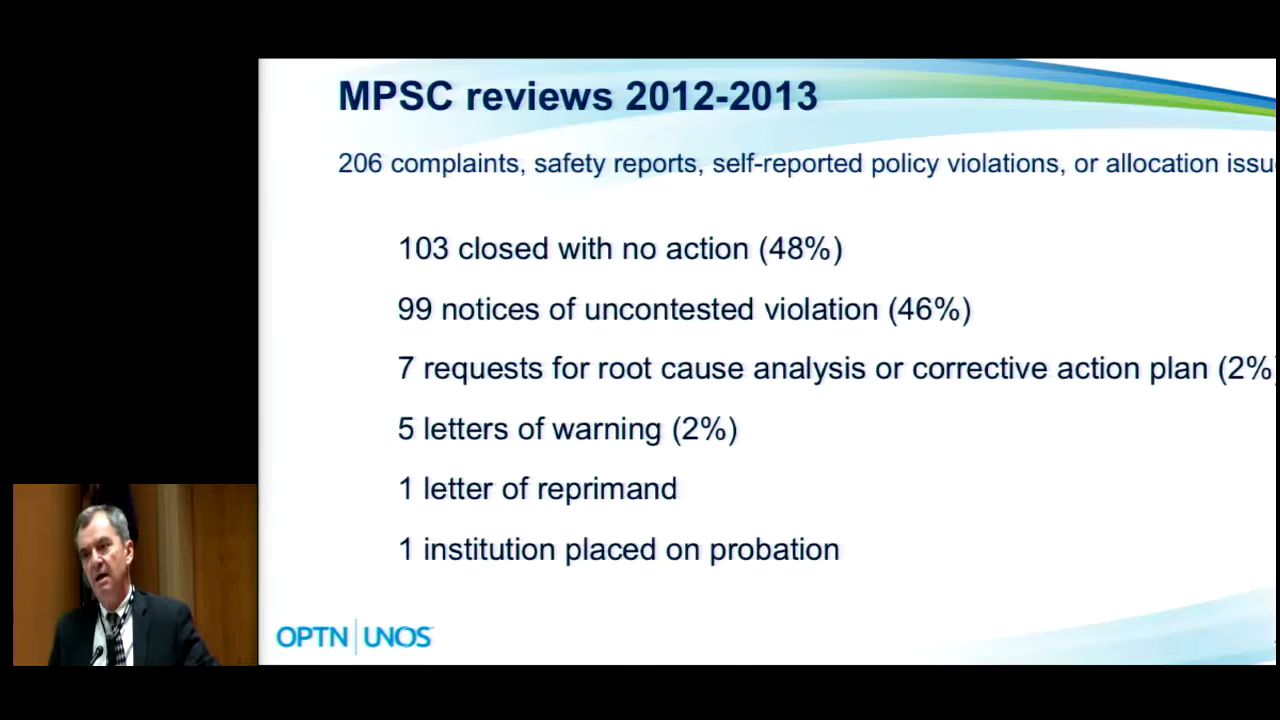 MPSC reviews 2012-2013
206 complaints, safety reports, self-reported policy violations, or allocation
103 closed with no action (48%)
99 notices of uncontested violation (46%)
7 requests for root cause analysis or corrective action plan (2%
5 letters of warning (2%)
1 letter of reprimand
1 institution placed on probation
OPTN UNOS